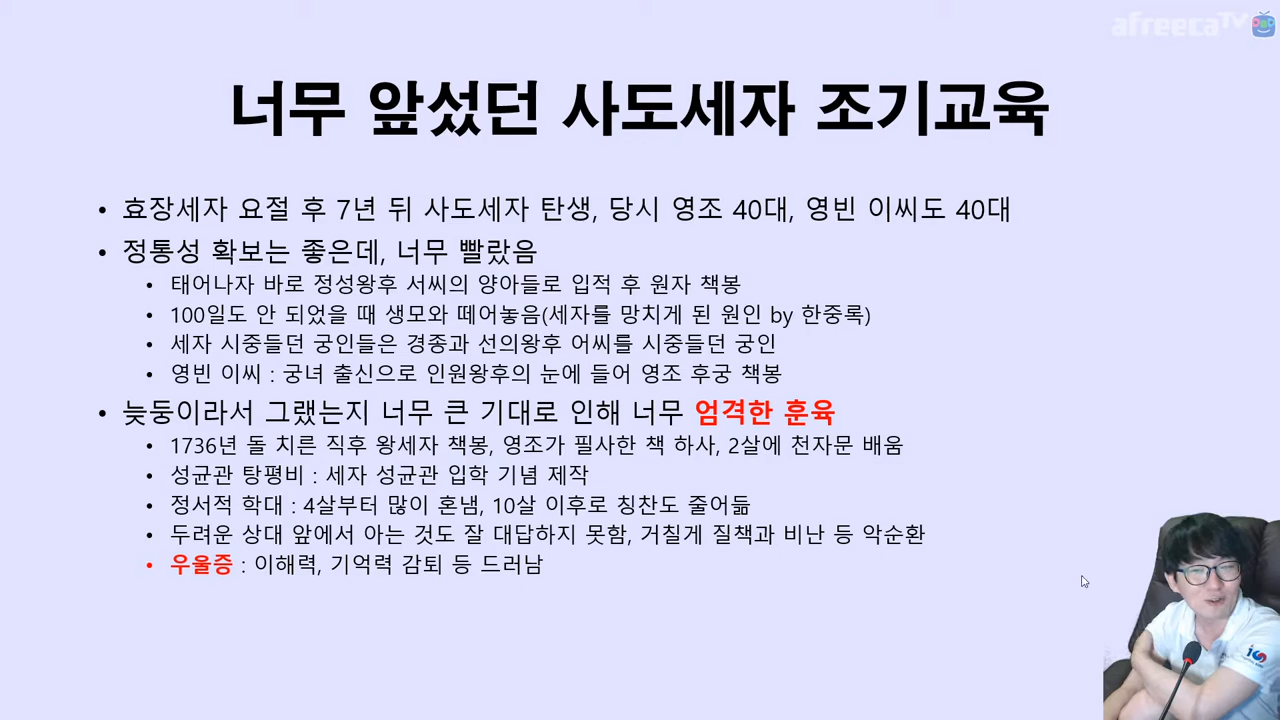 afreecaTV
너무 앞섰던 사도세자 조기교육
• 효장세자 요절 후 7년 뒤 사도세자 탄생, 당시 영조 40대, 영빈 이씨도 40대
• 정통성 확보는 좋은데, 너무 빨랐음
• 태어나자 바로 정성왕후 서씨의 양아들로 입적 후 원자 책봉
• 100일도 안 되었을 때 생모와 떼어놓음(세자를 망치게 된 원인 by 한중록)
• 세자 시중들던 궁인들은 경종과 선의왕후 어씨를 시중들던 궁인
• 영빈 이씨 : 궁녀 출신으로 인원왕후의 눈에 들어 영조 후궁 책봉
• 늦둥이라서 그랬는지 너무 큰 기대로 인해 너무 엄격한 훈육
• 1736년 돌 치른 직후 왕세자 책봉, 영조가 필사한 책 하사, 2살에 천자문 배움
• 성균관 탕평비 : 세자 성균관 입학 기념 제작
• 정서적 학대 : 4살부터 많이 혼냄, 10살 이후로 칭찬도 줄어듦
• 두려운 상대 앞에서 아는 것도 잘 대답하지 못함, 거칠게 질책과 비난 등 악순환
• 우울증 : 이해력, 기억력 감퇴 등 드러남